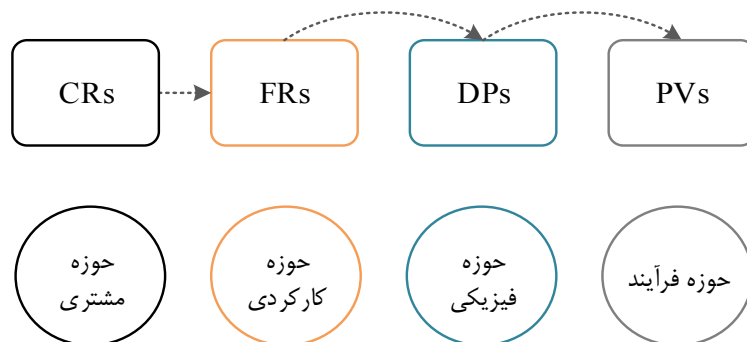 CRs
FRs
DPs
PVs
حوزه
مشتری
حوزه
کارکردی
حوزه
فیزیکی
حوزه فرآیند